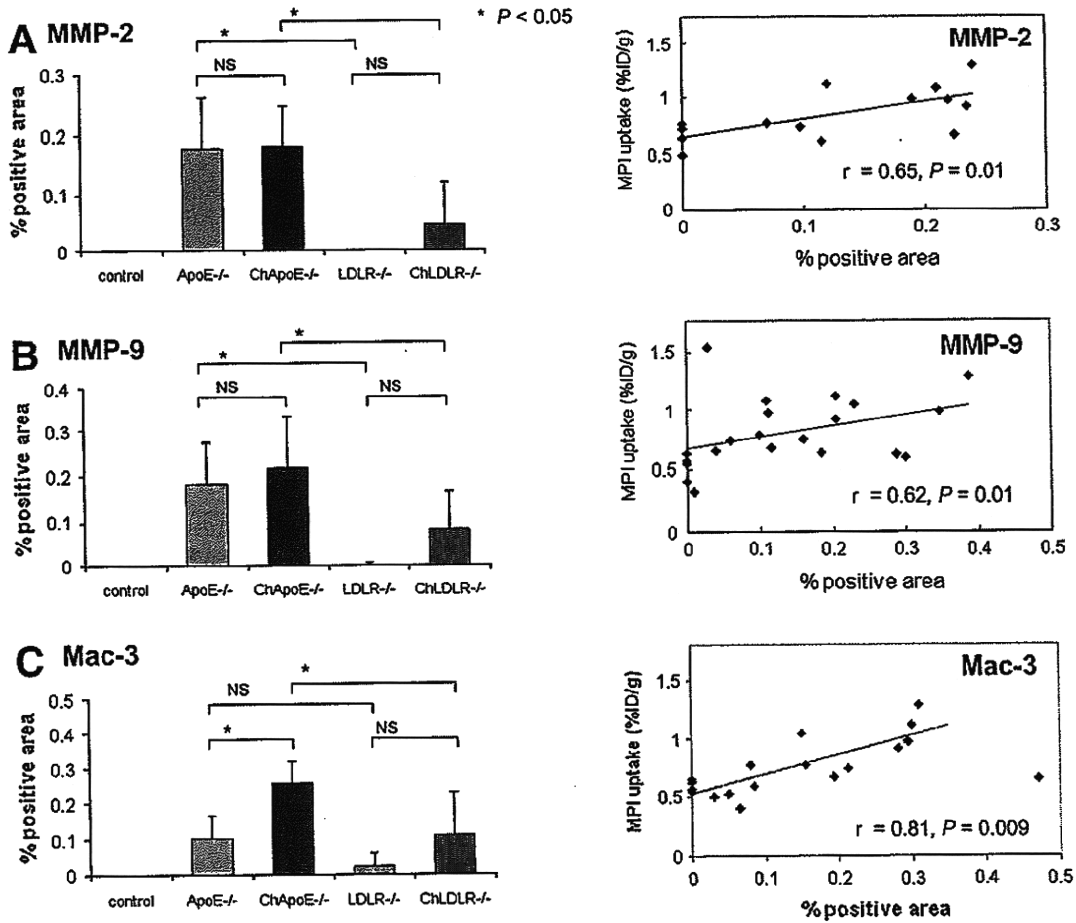 * P < 0.05
A MMP-2
* *
NS NS
% positive area
0.3
0.2
0.1
0
control ApoE-/- ChApoE-/- LDLR-/- ChLDLR-/-
MMP-2
MPI uptake (%ID/g)
1.5
1
0.5
0
r = 0.65, P = 0.01
0 0.1 0.2 0.3
% positive area
B MMP-9
* *
NS NS
% positive area
0.4
0.3
0.2
0.1
0
control ApoE-/- ChApoE-/- LDLR-/- ChLDLR-/-
MMP-9
MPI uptake (%ID/g)
1.5
1
0.5
0
r = 0.62, P = 0.01
0 0.1 0.2 0.3 0.4 0.5
% positive area
C Mac-3
NS *
* NS
% positive area
0.5
0.4
0.3
0.2
0.1
0
control ApoE-/- ChApoE-/- LDLR-/- ChLDLR-/-
Mac-3
MPI uptake (%ID/g)
1.5
1
0.5
0
r = 0.81, P = 0.009
0 0.1 0.2 0.3 0.4 0.5
% positive area